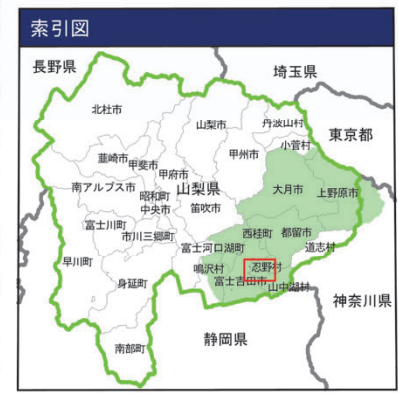 索引図
長野県
埼玉県
北杜市
山梨市
丹波山村
東京都
小菅村
韮崎市
甲斐市
甲府市
甲州市
大月市
上野原市
南アルプス市
昭和町
山梨県
中央市
笛吹市
富士川町
市川三郷町
西桂町
都留市
道志村
富士河口湖町
早川町
鳴沢村
忍野村
身延町
富士吉田市
山中湖村
神奈川県
静岡県
南部町